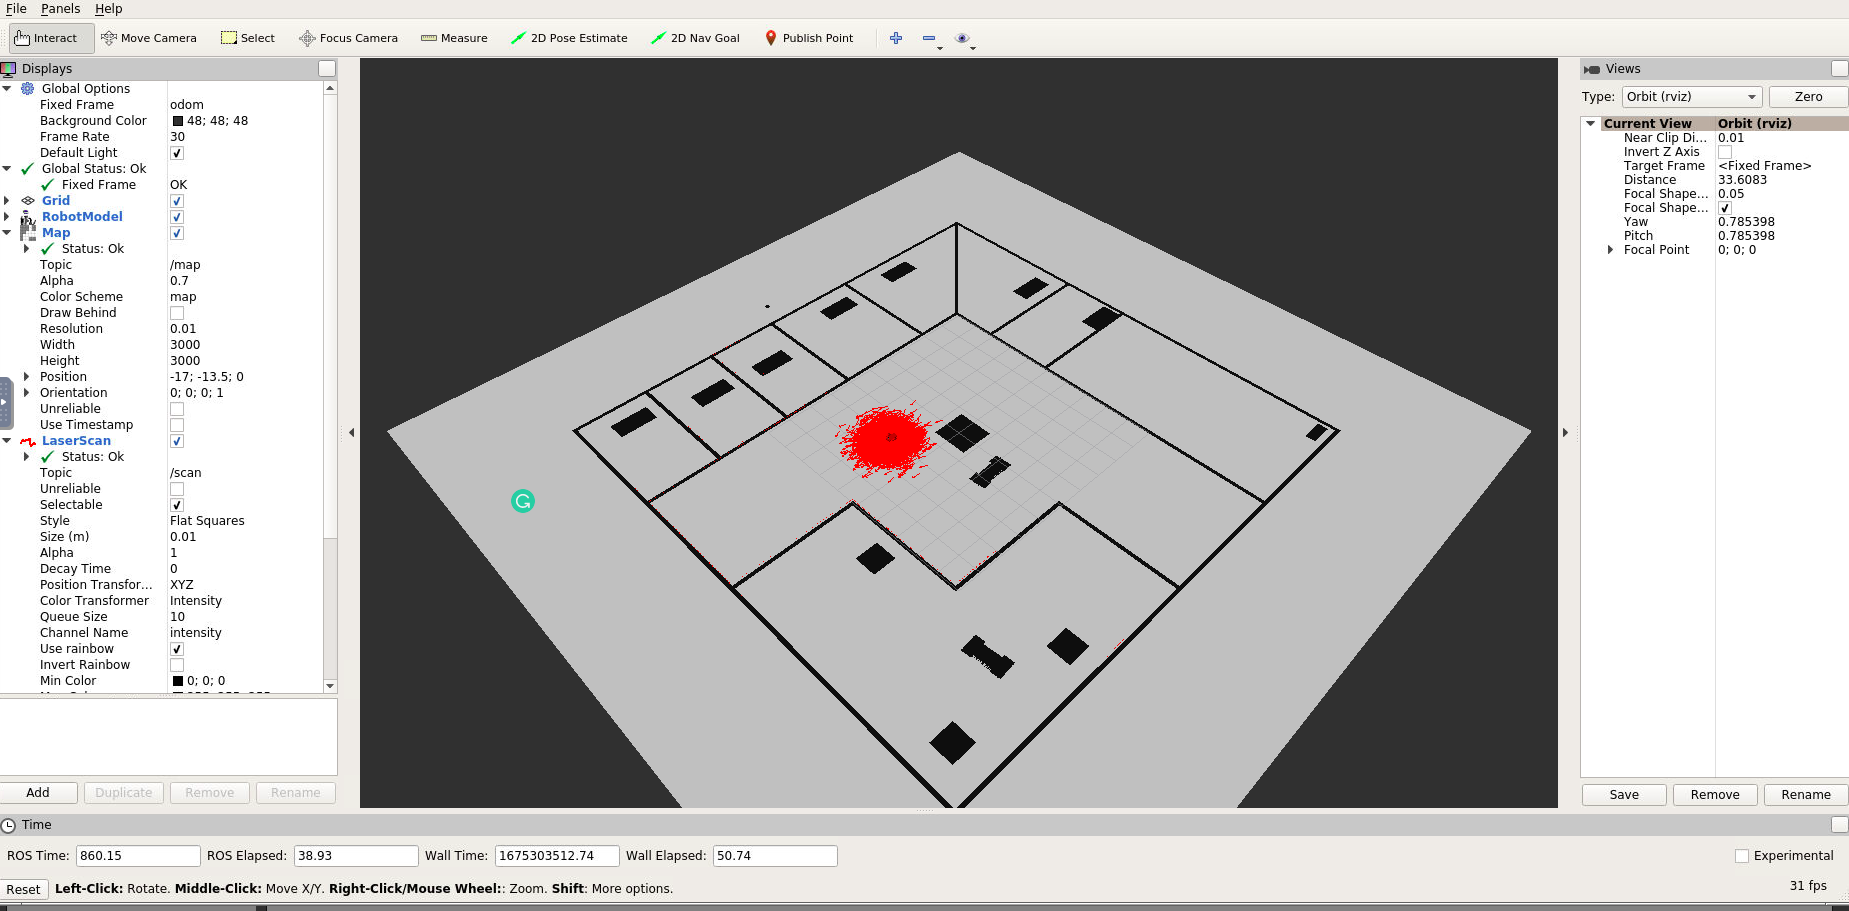 File Panels Help
Interact Move Camera Select Focus Camera Measure 2D Pose Estimate 2D Nav Goal Publish Point
Displays
Global Options
Fixed Frame odom
Background Color 48; 48; 48
Frame Rate 30
Default Light
Global Status: Ok
Fixed Frame OK
Grid
RobotModel
Map
Status: Ok
Topic /map
Alpha 0.7
Color Scheme map
Draw Behind
Resolution 0.01
Width 3000
Height 3000
Position -17; -13.5; 0
Orientation 0; 0; 0; 1
Unreliable
Use Timestamp
LaserScan
Status: Ok
Topic /scan
Unreliable
Selectable
Style Flat Squares
Size (m) 0.01
Alpha 1
Decay Time 0
Position Transfor... XYZ
Color Transformer Intensity
Queue Size 10
Channel Name intensity
Use rainbow
Invert Rainbow
Min Color 0; 0; 0
Add Duplicate Remove Rename
Views
Type: Orbit (rviz) Zero
Current View Orbit (rviz)
Near Clip Di... 0.01
Invert Z Axis
Target Frame <Fixed Frame>
Distance 33.6083
Focal Shape... 0.05
Focal Shape...
Yaw 0.785398
Pitch 0.785398
Focal Point 0; 0; 0
Save Remove Rename
Time
ROS Time: 860.15 ROS Elapsed: 38.93 Wall Time: 1675303512.74 Wall Elapsed: 50.74 Experimental
Reset Left-Click: Rotate. Middle-Click: Move X/Y. Right-Click/Mouse Wheel:: Zoom. Shift: More options. 31 fps